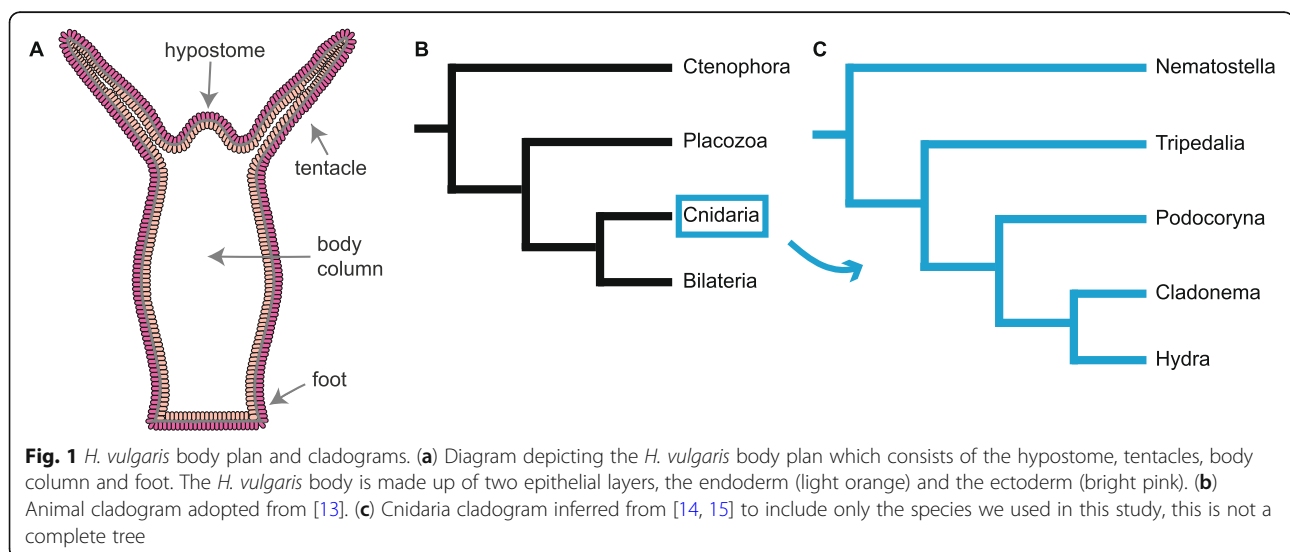 A
hypostome
tentacle
body
column
foot
B
Ctenophora
Placozoa
Cnidaria
Bilateria
C
Nematostella
Tripedalia
Podocoryna
Cladonema
Hydra
Fig. 1 H. vulgaris body plan and cladograms. (a) Diagram depicting the H. vulgaris body plan which consists of the hypostome, tentacles, body
column and foot. The H. vulgaris body is made up of two epithelial layers, the endoderm (light orange) and the ectoderm (bright pink). (b)
Animal cladogram adopted from [13]. (c) Cnidaria cladogram inferred from [14, 15] to include only the species we used in this study, this is not a
complete tree